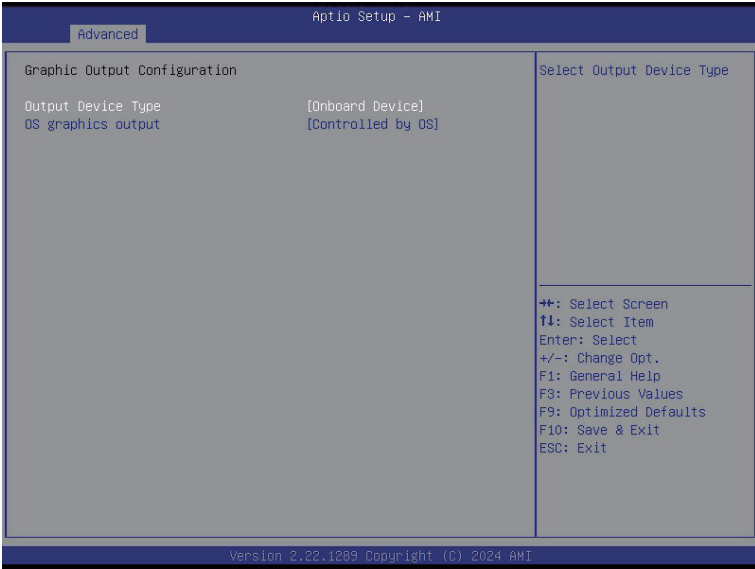 Aptio Setup – AMI
Advanced
Graphic Output Configuration
Output Device Type [Onboard Device]
OS graphics output [Controlled by OS]
Select Output Device Type
→←: Select Screen
↑↓: Select Item
Enter: Select
+/-: Change Opt.
F1: General Help
F3: Previous Values
F9: Optimized Defaults
F10: Save & Exit
ESC: Exit
Version 2.22.1289 Copyright (C) 2024 AMI